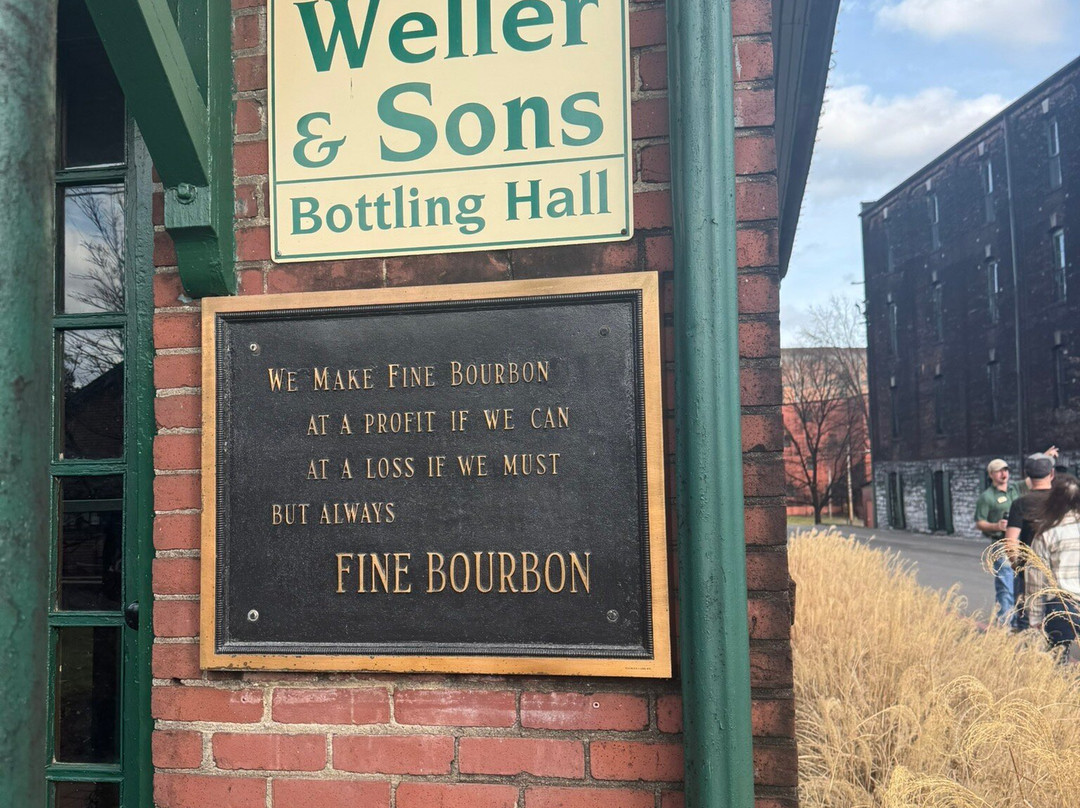 Weller
& Sons
Bottling Hall
We Make Fine Bourbon
at a profit if we can
at a loss if we must
but always
FINE BOURBON